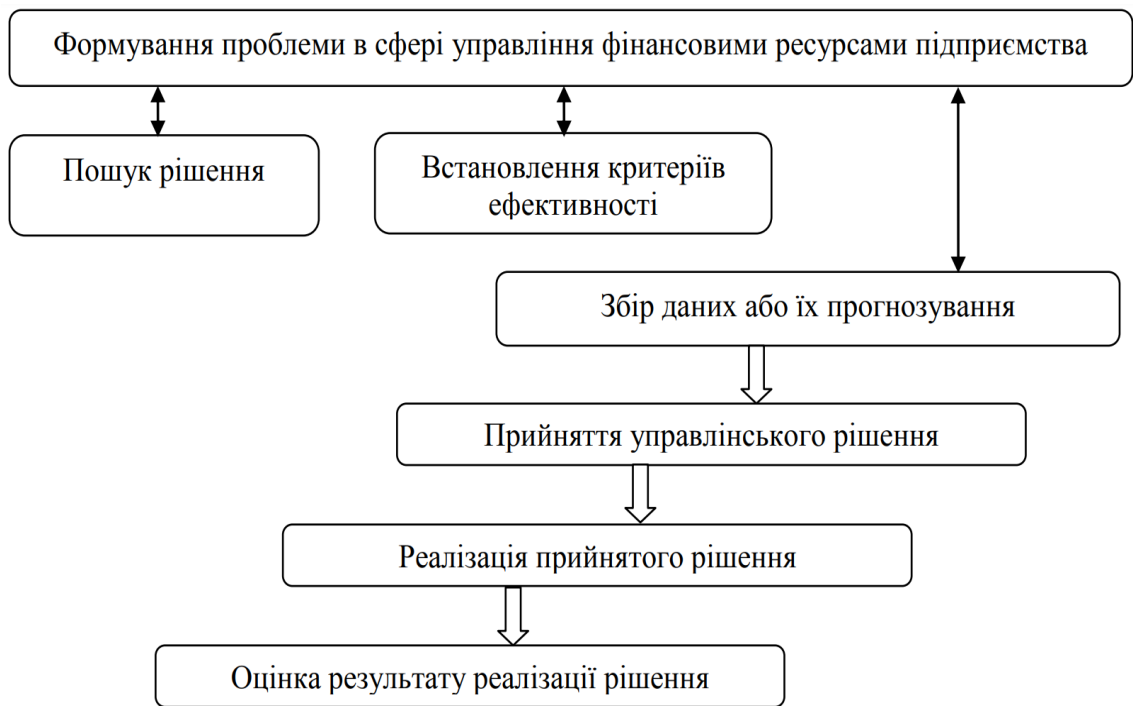 Формування проблеми в сфері управління фінансовими ресурсами підприємства
Пошук рішення
Встановлення критеріїв
ефективності
Збір даних або їх прогнозування
Прийняття управлінського рішення
Реалізація прийнятого рішення
Оцінка результату реалізації рішення